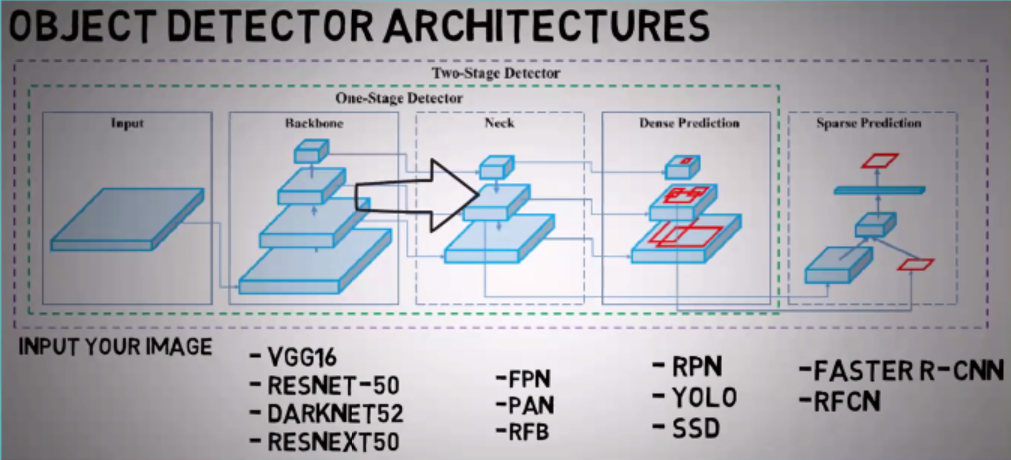 OBJECT DETECTOR ARCHITECTURES
Two-Stage Detector
One-Stage Detector
Input
Backbone
Neck
Dense Prediction
Sparse Prediction
INPUT YOUR IMAGE
- VGG16
- RESNET-50
- DARKNET52
- RESNEXT50
-FPN
-PAN
-RFB
- RPN
- YOLO
- SSD
-FASTER R-CNN
-RFCN